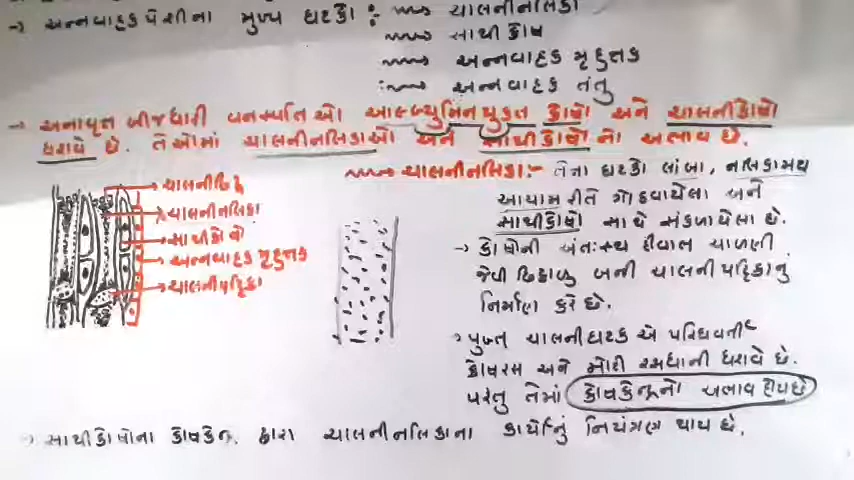 → અન્નવાહક પેશીના મુખ્ય ઘટકો : ચાલનીનલિકા
સાથીકોષ
અન્નવાહક મૃદુત્તક
અન્નવાહક તંતુ
→ અનાવૃત બીજધારી વનસ્પતિઓ આલ્બ્યુમિનયુક્ત કોષો અને ચાલનીકોષો
ધરાવે છે. તેઓમાં ચાલનીનલિકાઓ અને સાથીકોષોનો અભાવ છે.
ચાલનીનલિકા:- તેના ઘટકો લાંબા, નલિકામય
આયામ રીતે ગોઠવાયેલા અને
સાથીકોષો સાથે સંકળાયેલા છે.
→ કોષોની અંતઃસ્થ દીવાલ ચાળણી
જેવી છિદ્રાળુ બની ચાલનીપટ્ટિકાનું
નિર્માણ કરે છે.
→ પુખ્ત ચાલનીઘટક એ પરિઘવર્તી
કોષરસ અને મોટી રસધાની ધરાવે છે.
પરંતુ તેમાં કોષકેન્દ્રનો અભાવ હોય છે
→ સાથીકોષોના કોષકેન્દ્ર દ્વારા ચાલનીનલિકાના કાર્યોનું નિયંત્રણ થાય છે.
ચાલનીછિદ્ર
ચાલનીનલિકા
સાથીકોષો
અન્નવાહક મૃદુત્તક
ચાલનીપટ્ટિકા